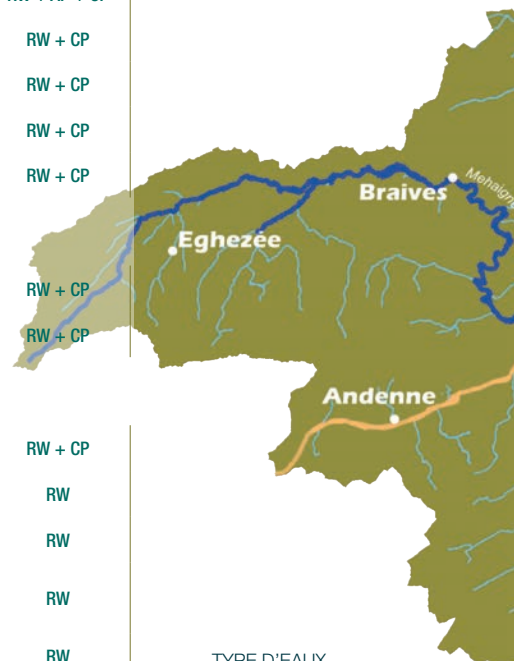 RW + CP
RW + CP
RW + CP
RW + CP
RW + CP
RW + CP
RW + CP
RW
RW
RW
RW
Braives
Mehaigne
Eghezée
Andenne
TYPE D'EAUX